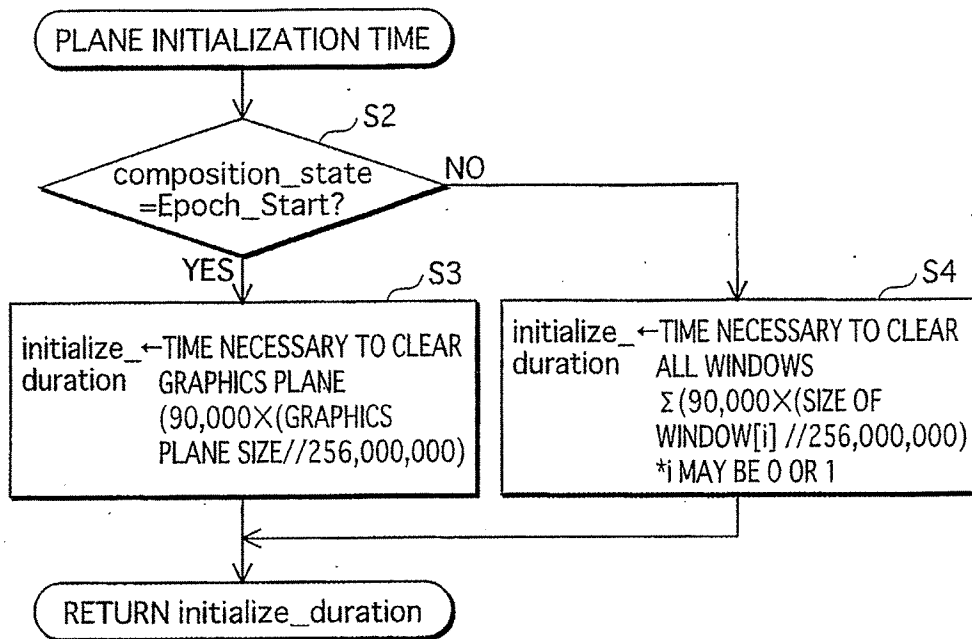 PLANE INITIALIZATION TIME
S2
composition_state
=Epoch_Start?
NO
YES
S3
initialize_←TIME NECESSARY TO CLEAR
duration GRAPHICS PLANE
(90,000×(GRAPHICS
PLANE SIZE//256,000,000)
S4
initialize_←TIME NECESSARY TO CLEAR
duration ALL WINDOWS
Σ(90,000×(SIZE OF
WINDOW[i] //256,000,000)
*i MAY BE 0 OR 1
RETURN initialize_duration